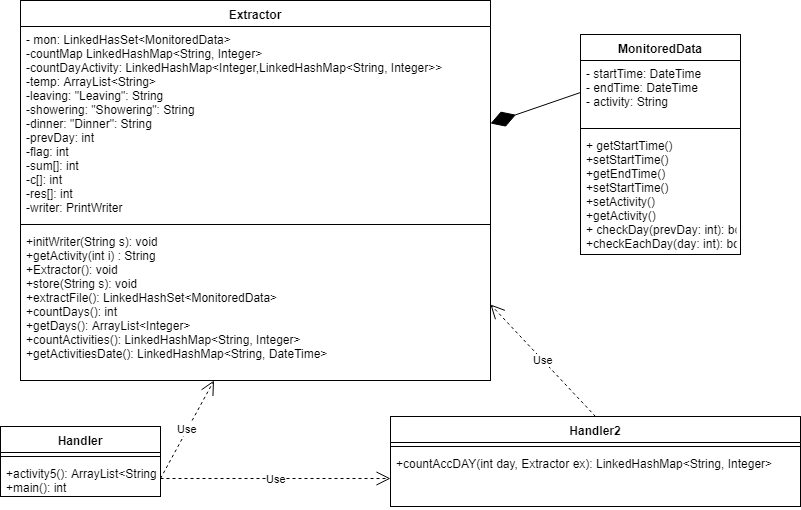 Extractor
- mon: LinkedHasSet<MonitoredData>
- countMap LinkedHashMap<String, Integer>
-countDayActivity: LinkedHashMap<Integer,LinkedHashMap<String, Integer>>
-temp: ArrayList<String>
-leaving: "Leaving": String
-showering: "Showering": String
-dinner: "Dinner": String
-prevDay: int
-flag: int
-sum[]: int
-c[]: int
-res[]: int
-writer: PrintWriter
+initWriter(String s): void
+getActivity(int i) : String
+Extractor(): void
+store(String s): void
+extractFile(): LinkedHashSet<MonitoredData>
+countDays(): int
+getDays(): ArrayList<Integer>
+countActivities(): LinkedHashMap<String, Integer>
+getActivitiesDate(): LinkedHashMap<String, DateTime>
MonitoredData
- startTime: DateTime
- endTime: DateTime
- activity: String
+ getStartTime()
+setStartTime()
+getEndTime()
+setStartTime()
+setActivity()
+getActivity()
+ checkDay(prevDay: int): bo
+checkEachDay(day: int): bo
Use
Use
Handler
+activity5(): ArrayList<String
+main(): int
Use
Handler2
+countAccDAY(int day, Extractor ex): LinkedHashMap<String, Integer>